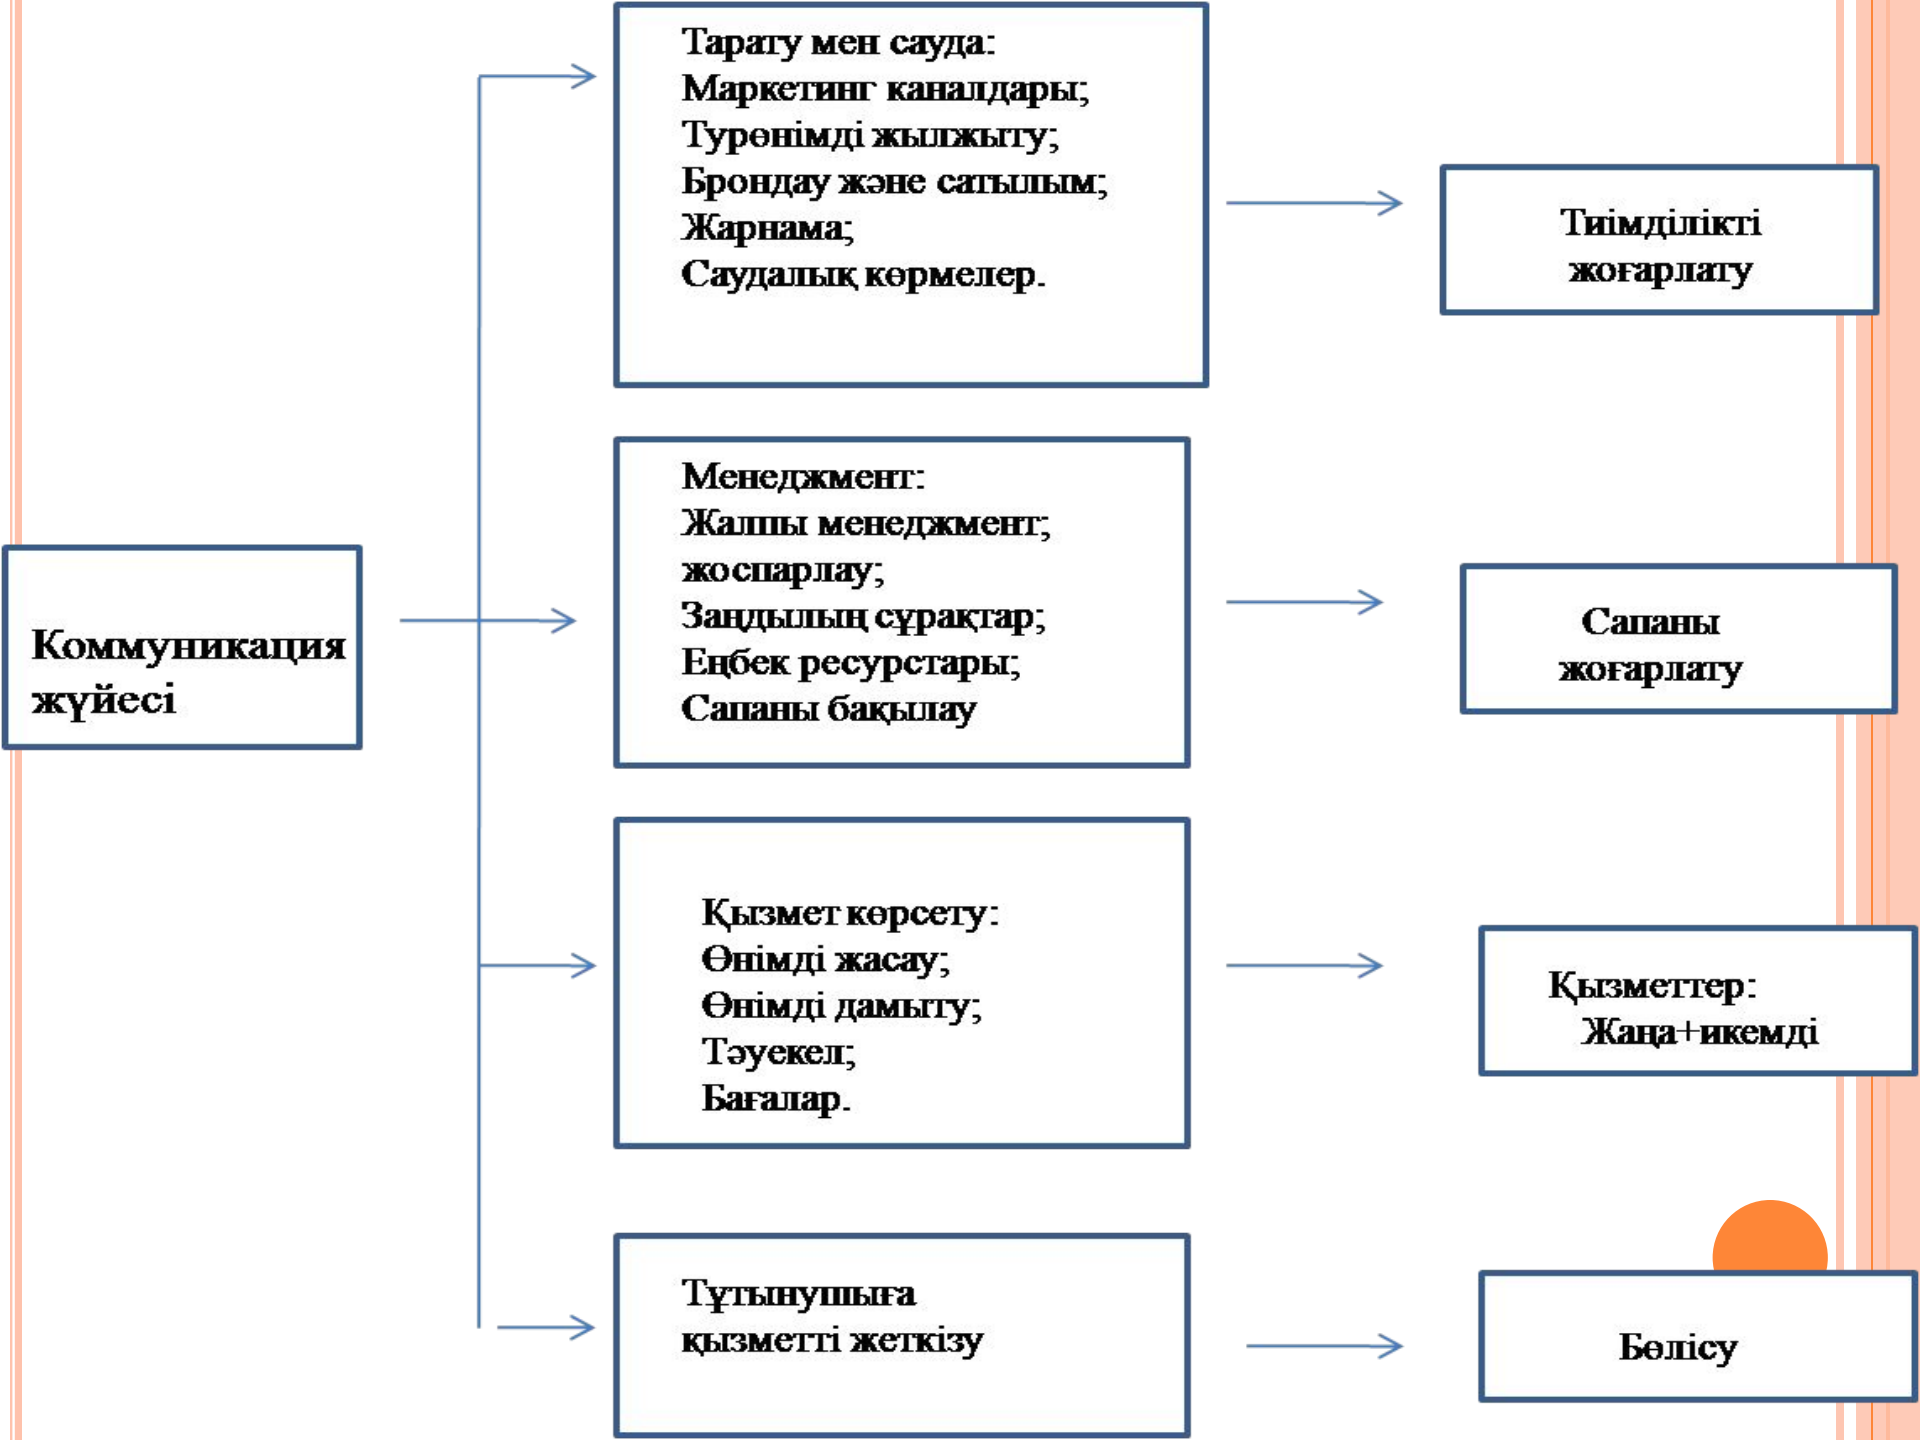 Тарату мен сауда:
Маркетинг каналдары;
Турөнімді жылжыту;
Брондау және сатылым;
Жарнама;
Саудалық көрмелер.
Тиімділікті
жоғарлату
Менеджмент:
Жалпы менеджмент;
жоспарлау;
Заңдылың сұрақтар;
Еңбек ресурстары;
Сапаны бақылау
Сапаны
жоғарлату
Коммуникация
жүйесі
Қызмет көрсету:
Өнімді жасау;
Өнімді дамыту;
Тәуекел;
Бағалар.
Қызметтер:
Жаңа+икемді
Тұтынушыға
қызметті жеткізу
Бөлісу